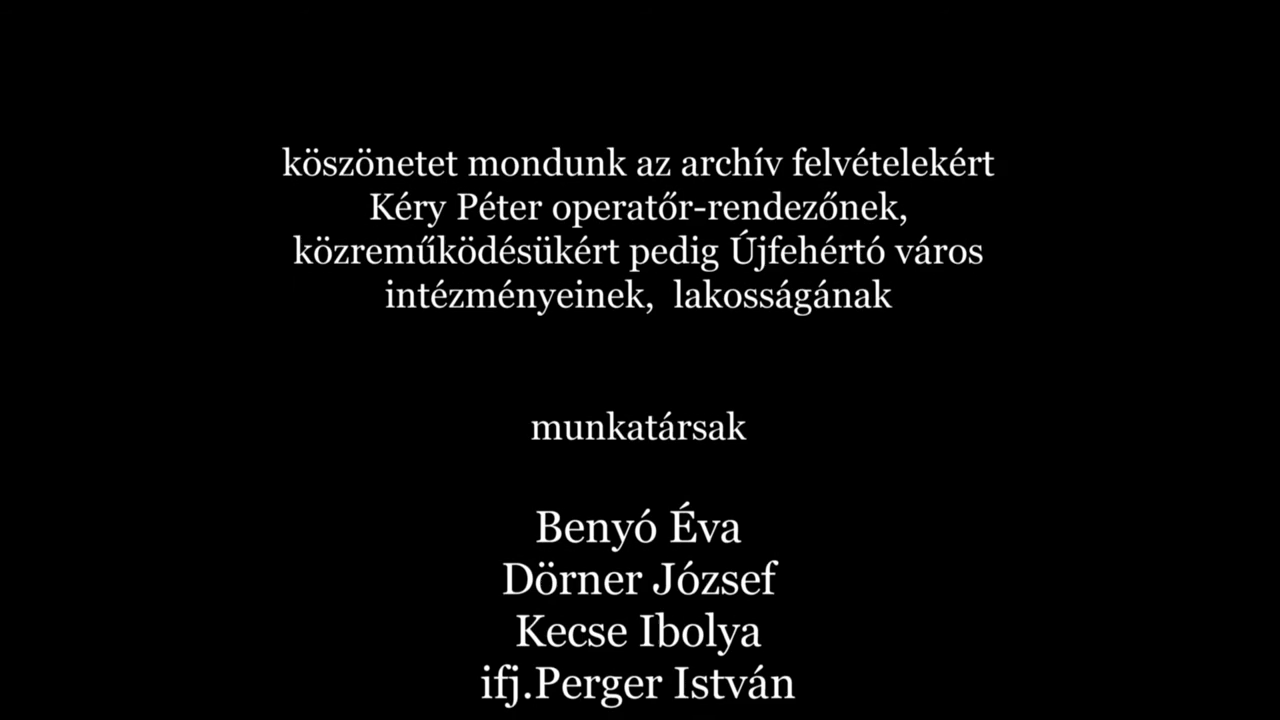 köszönetet mondunk az archív felvételekért
Kéry Péter operatőr-rendezőnek,
közreműködésükért pedig Újfehértó város
intézményeinek,  lakosságának
munkatársak
Benyó Éva
Dörner József
Kecse Ibolya
ifj.Perger István